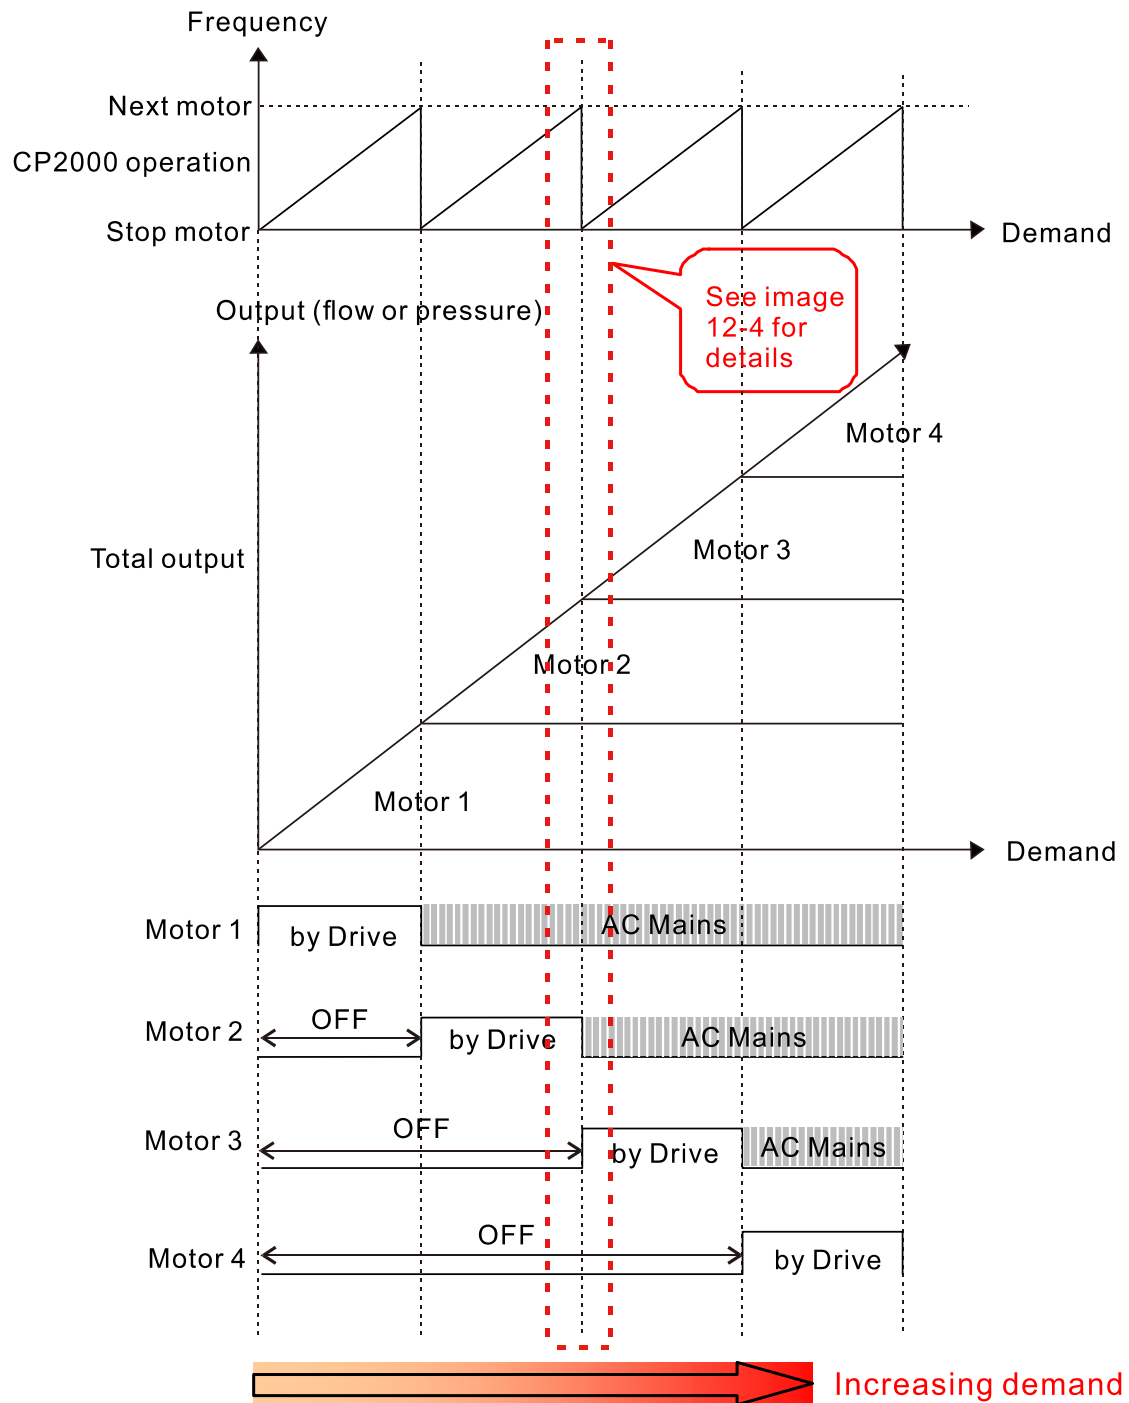 Frequency
Next motor
CP2000 operation
Stop motor
Demand
See image
12-4 for
details
Output (flow or pressure)
Motor 4
Motor 3
Total output
Motor 2
Motor 1
Demand
Motor 1
by Drive
AC Mains
Motor 2
OFF
by Drive
AC Mains
Motor 3
OFF
by Drive
AC Mains
Motor 4
OFF
by Drive
Increasing demand